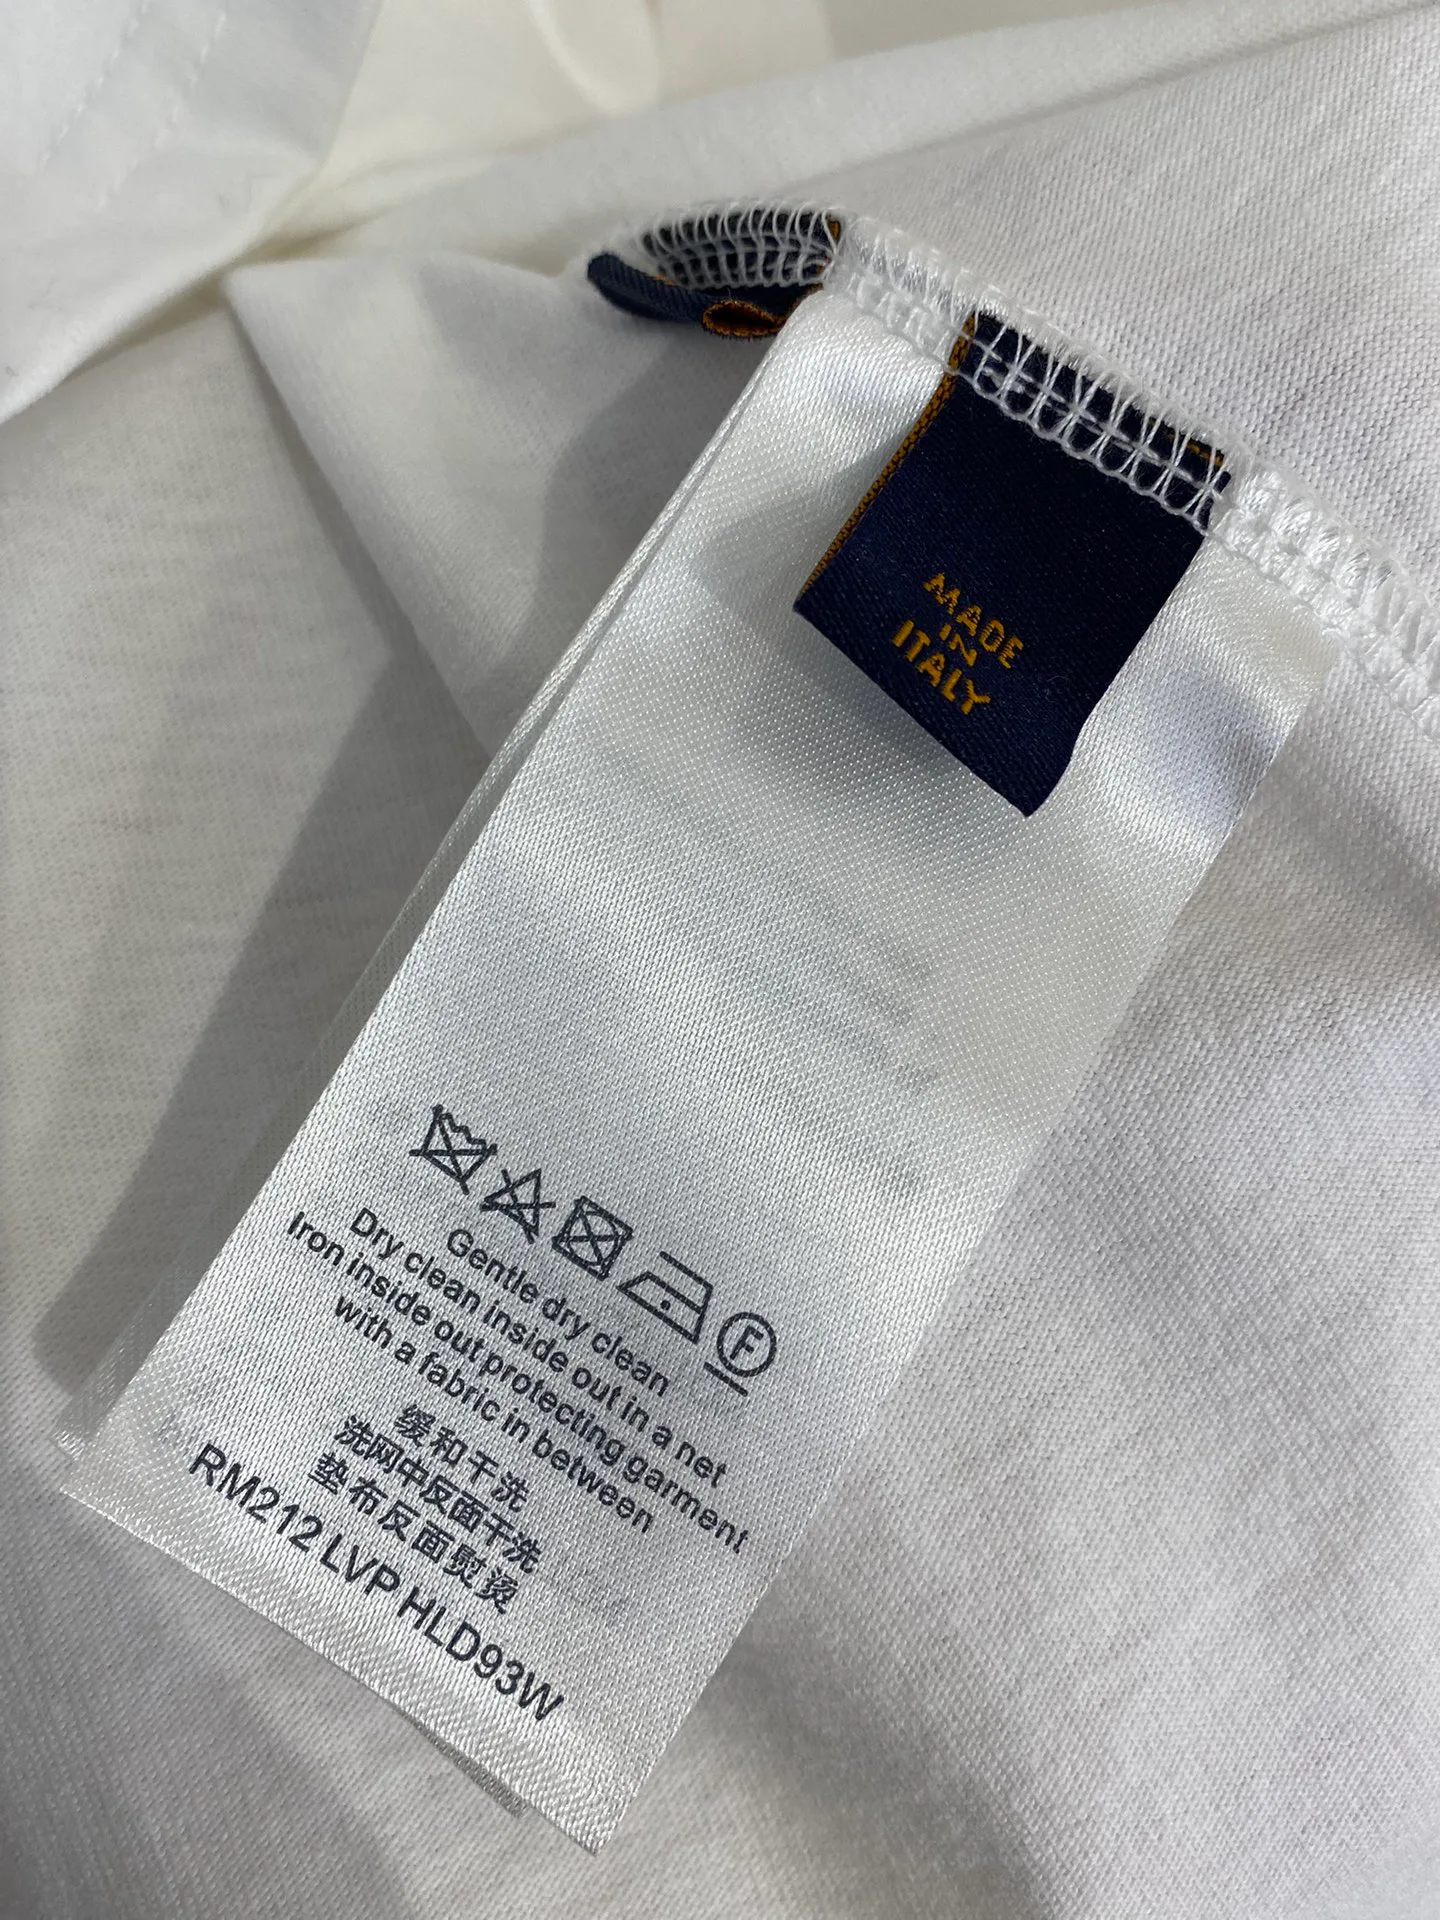 MADE
IN
ITALY
F
Gentle dry clean
Dry clean inside out in a net
Iron inside out protecting garment
with a fabric in between
缓和干洗
洗网中反面干洗
垫布反面熨烫
RM212 LVP HLD93W